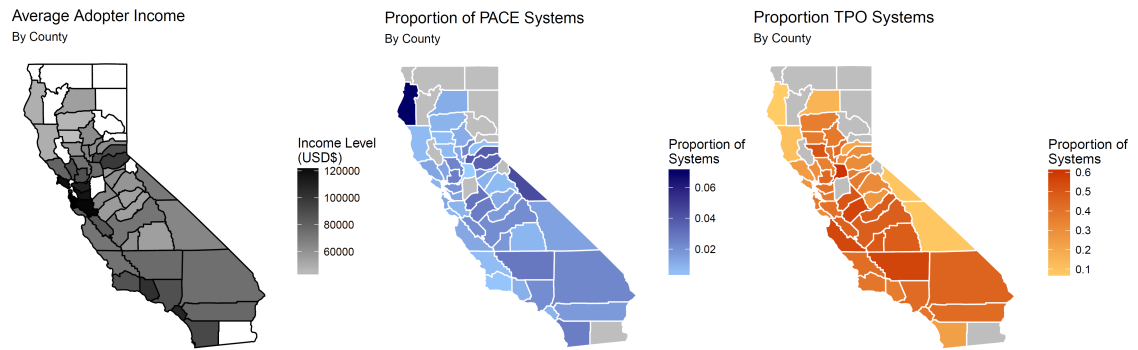 Average Adopter Income
By County
Income Level
(USD$)
120000
100000
80000
60000
Proportion of PACE Systems
By County
Proportion of
Systems
0.06
0.04
0.02
Proportion TPO Systems
By County
Proportion of
Systems
0.6
0.5
0.4
0.3
0.2
0.1